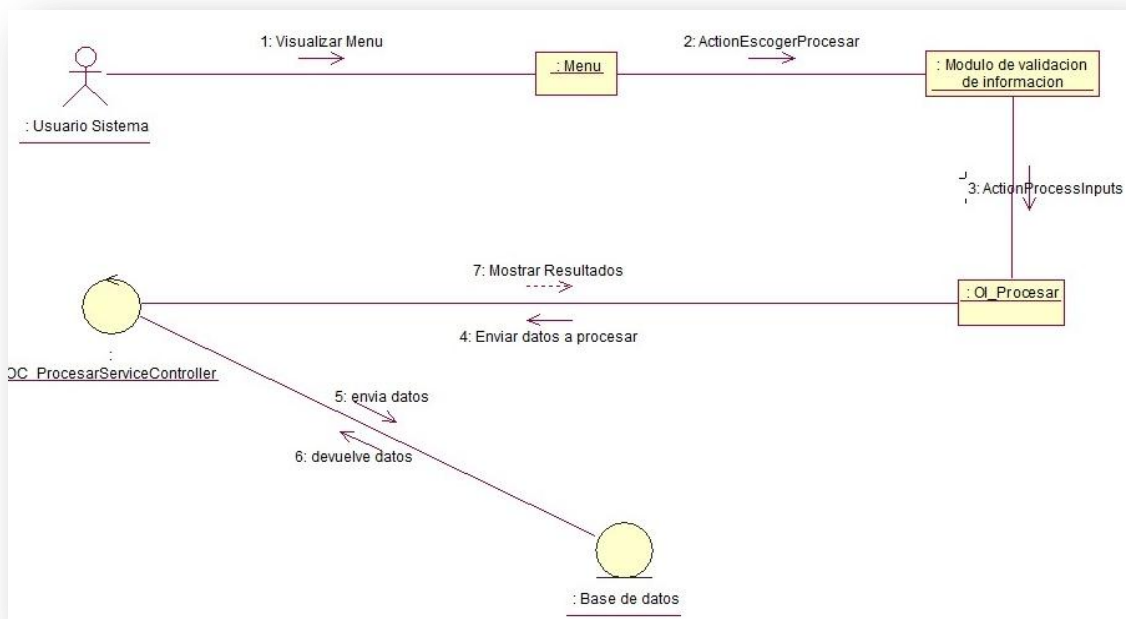 1: Visualizar Menu
2: ActionEscogerProcesar
: Menu
: Modulo de validacion
de informacion
: Usuario Sistema
3: ActionProcessInputs
7: Mostrar Resultados
: OI_Procesar
4: Enviar datos a procesar
:
OC_ProcesarServiceController
5: envia datos
6: devuelve datos
: Base de datos